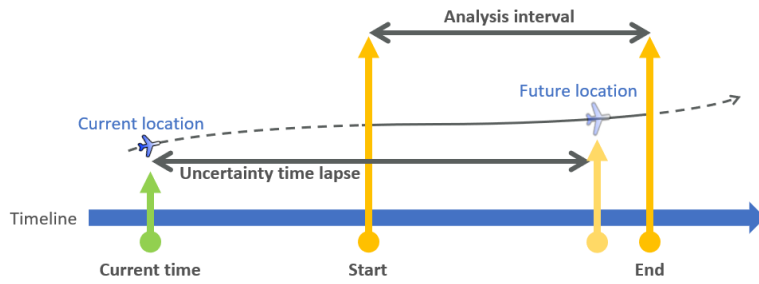 Analysis interval
Future location
Current location
Uncertainty time lapse
Timeline
Current time
Start
End